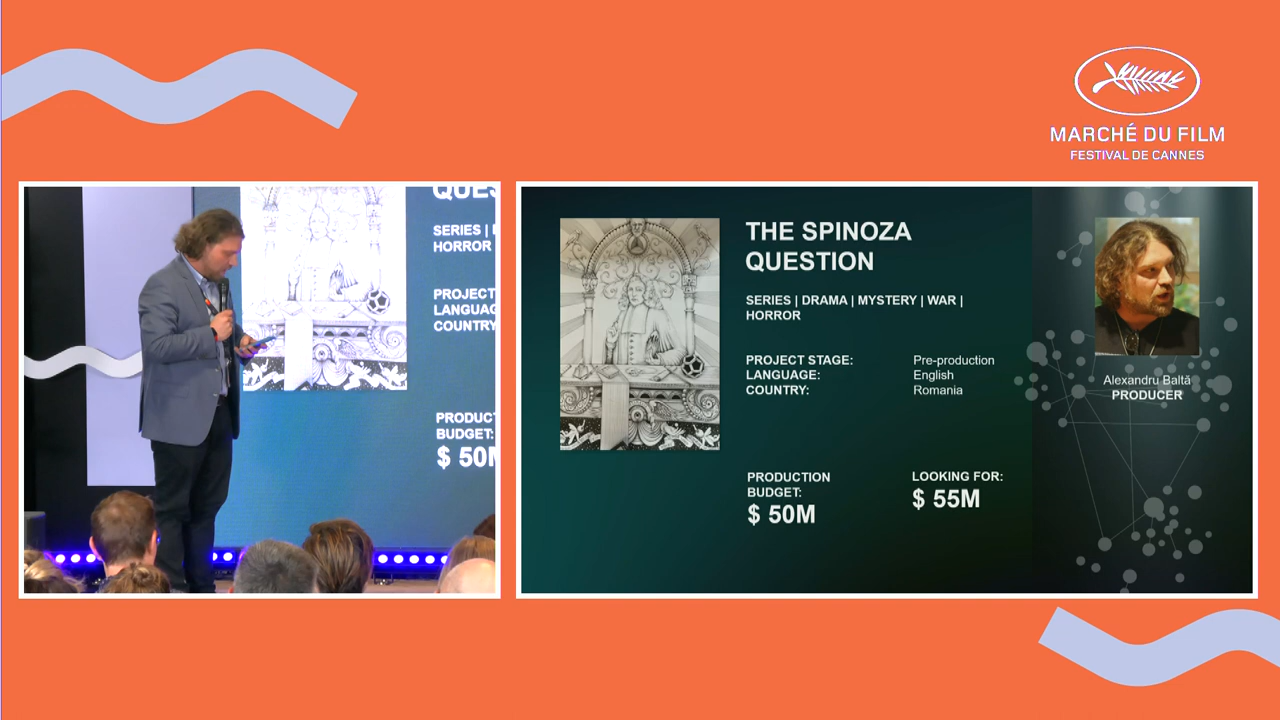 MARCHÉ DU FILM
FESTIVAL DE CANNES
QUES
SERIES |
HORROR
PROJECT
LANGUAG
COUNTRY
PRODUCT
BUDGET:
$ 50M
THE SPINOZA
QUESTION
SERIES | DRAMA | MYSTERY | WAR |
HORROR
PROJECT STAGE: Pre-production
LANGUAGE: English
COUNTRY: Romania
PRODUCTION
BUDGET:
$ 50M
LOOKING FOR:
$ 55M
Alexandru Baltă
PRODUCER